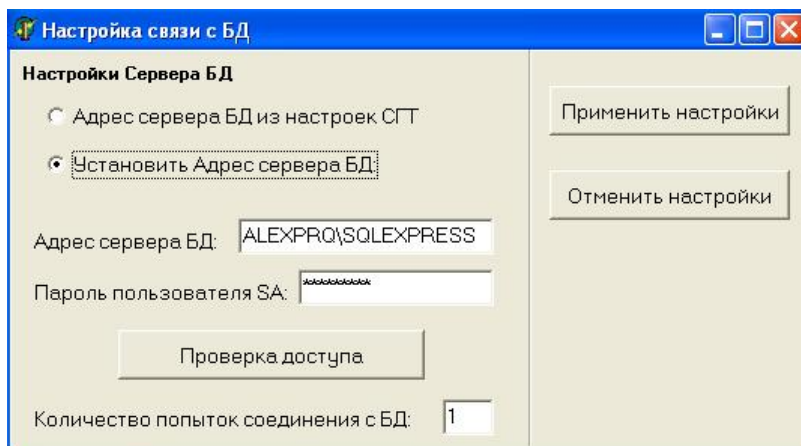 Настройка связи с БД
Настройки Сервера БД
Адрес сервера БД из настроек СГТ
Установить Адрес сервера БД:
Адрес сервера БД: ALEXPRQ\SQLEXPRESS
Пароль пользователя SA: **********
Проверка доступа
Количество попыток соединения с БД: 1
Применить настройки
Отменить настройки